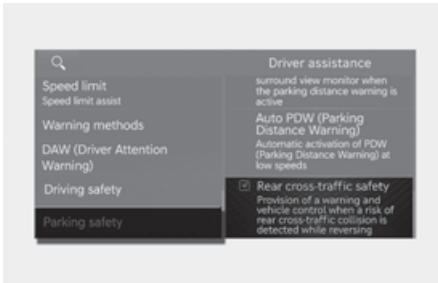 Driver assistance
Speed limit
Speed limit assist
Warning methods
DAW (Driver Attention
Warning)
Driving safety
Parking safety
surround view monitor when
the parking distance warning is
active
Auto PDW (Parking
Distance Warning)
Automatic activation of PDW
(Parking Distance Warning) at
low speeds
Rear cross-traffic safety
Provision of a warning and
vehicle control when a risk of
rear cross-traffic collision is
detected while reversing